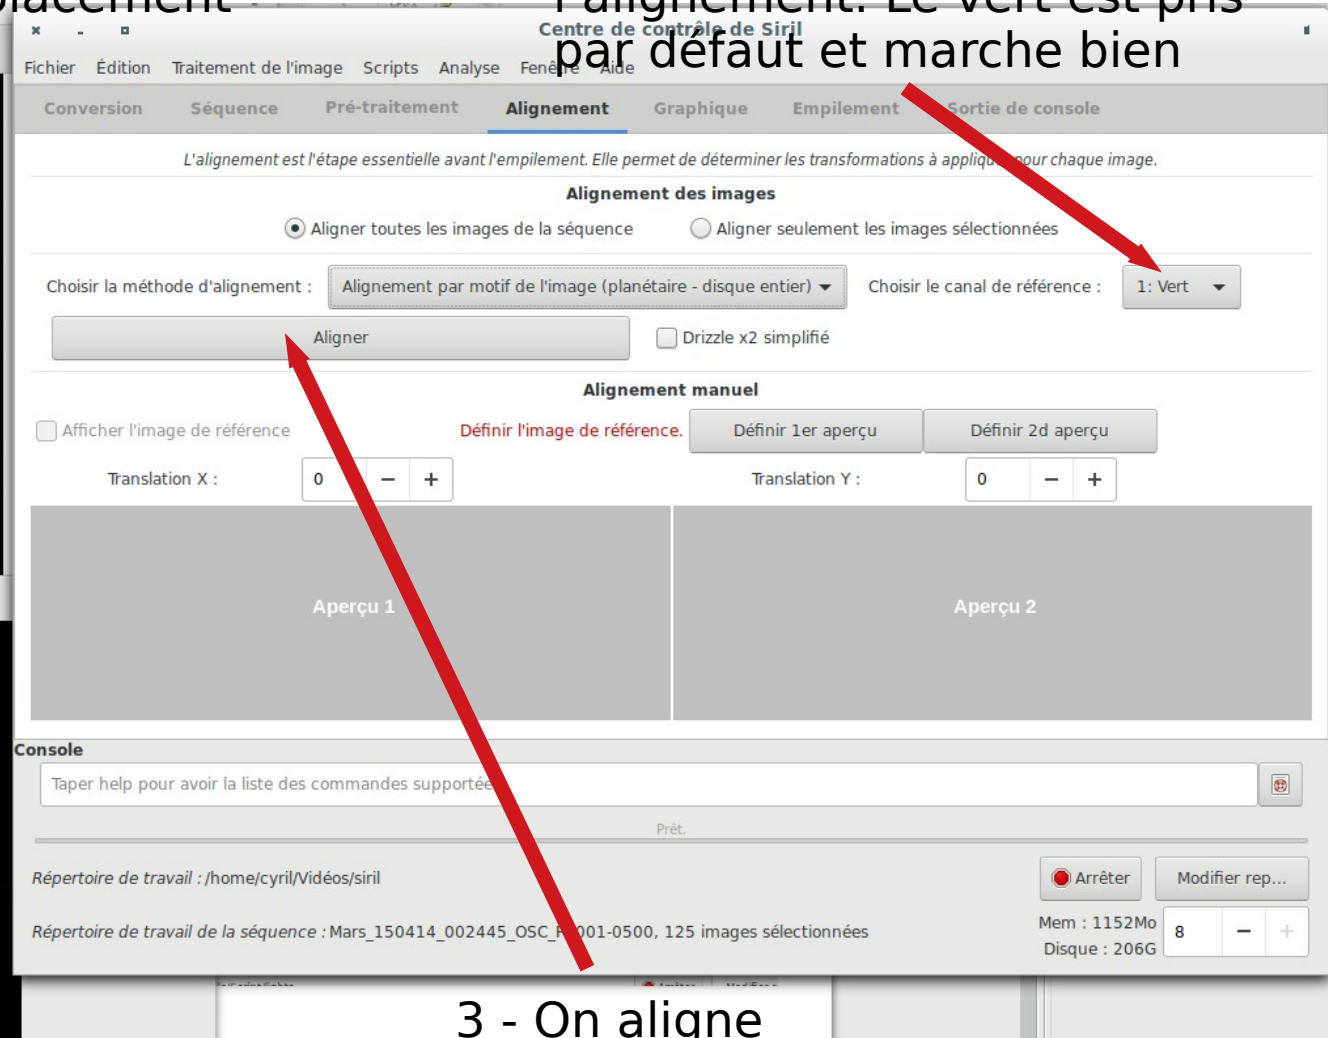 placement
l'alignement. Le vert est pris
par défaut et marche bien
Centre de contrôle de Siril
Fichier Édition Traitement de l'image Scripts Analyse Fenêtre Aide
Conversion Séquence Pré-traitement Alignement Graphique Empilement Sortie de console
L'alignement est l'étape essentielle avant l'empilement. Elle permet de déterminer les transformations à appliquer pour chaque image.
Alignement des images
Aligner toutes les images de la séquence Aligner seulement les images sélectionnées
Choisir la méthode d'alignement : Alignement par motif de l'image (planétaire - disque entier) Choisir le canal de référence : 1: Vert
Aligner Drizzle x2 simplifié
Alignement manuel
Afficher l'image de référence Définir l'image de référence. Définir 1er aperçu Définir 2d aperçu
Translation X : 0 − + Translation Y : 0 − +
Aperçu 1 Aperçu 2
Console
Taper help pour avoir la liste des commandes supportée
Prêt.
Répertoire de travail : /home/cyril/Vidéos/siril Arrêter Modifier rep...
Répertoire de travail de la séquence : Mars_150414_002445_OSC_F0001-0500, 125 images sélectionnées Mem : 1152Mo 8 − +
Disque : 206G
3 - On aligne